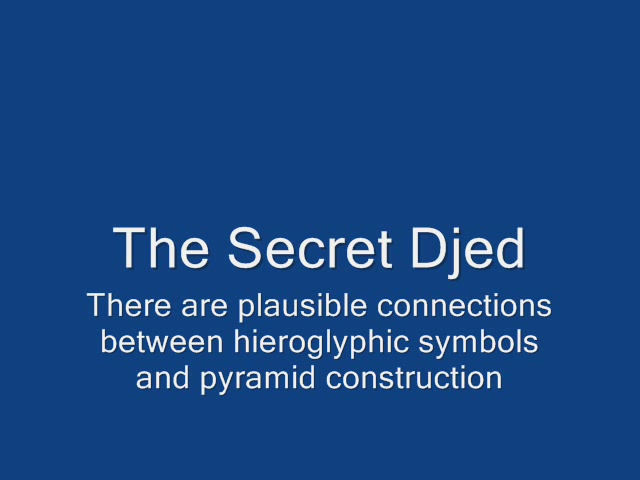 The Secret Djed
There are plausible connections
between hieroglyphic symbols
and pyramid construction